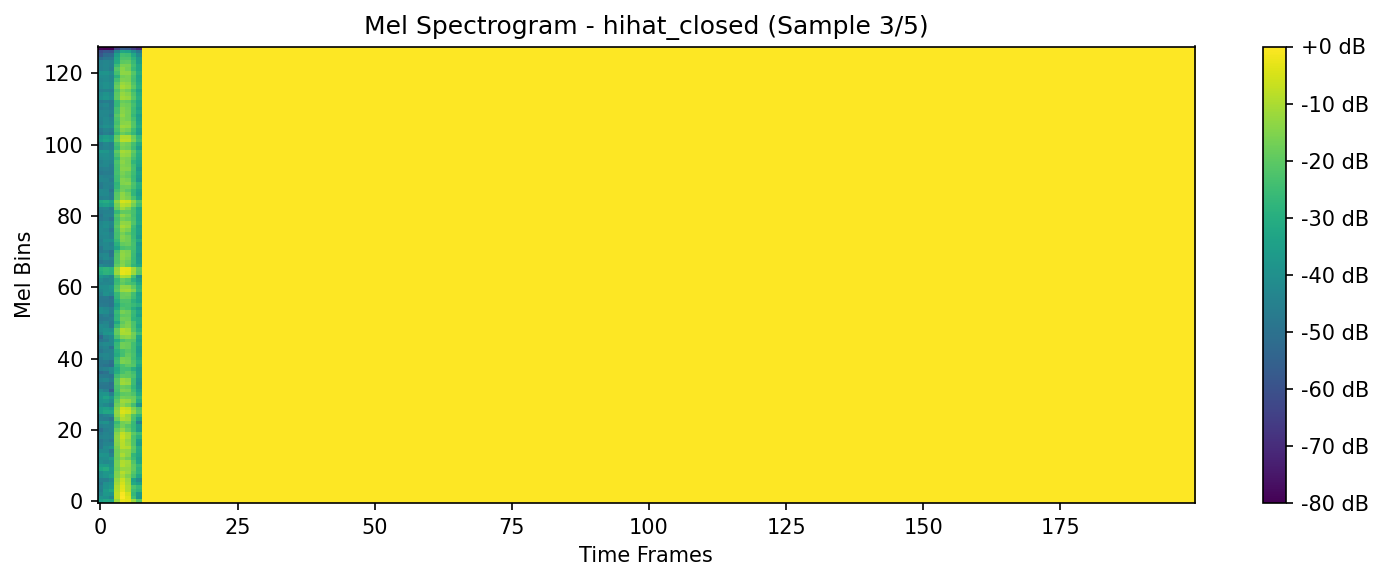 Mel Spectrogram - hihat_closed (Sample 3/5)
Mel Bins
120
100
80
60
40
20
0
0 25 50 75 100 125 150 175
Time Frames
+0 dB
-10 dB
-20 dB
-30 dB
-40 dB
-50 dB
-60 dB
-70 dB
-80 dB